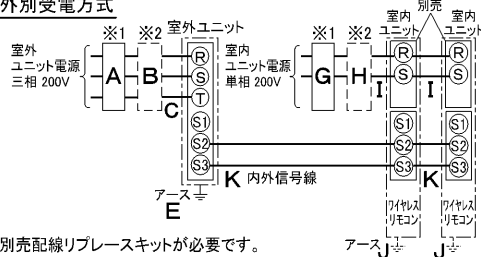 外別受電方式
別売
※1 ※2 室外ユニット ※1 ※2 室内ユニット 室内ユニット
室外
ユニット電源
三相 200V
A B C
R
S
T
S1
S2
S3
室内
ユニット電源
単相 200V
G H I I
R R
S S
S1 S1
S2 S2
S3 S3
K 内外信号線 K
アース
E
ワイヤレス
リモコン
ワイヤレス
リモコン
アース J J
別売配線リプレースキットが必要です。